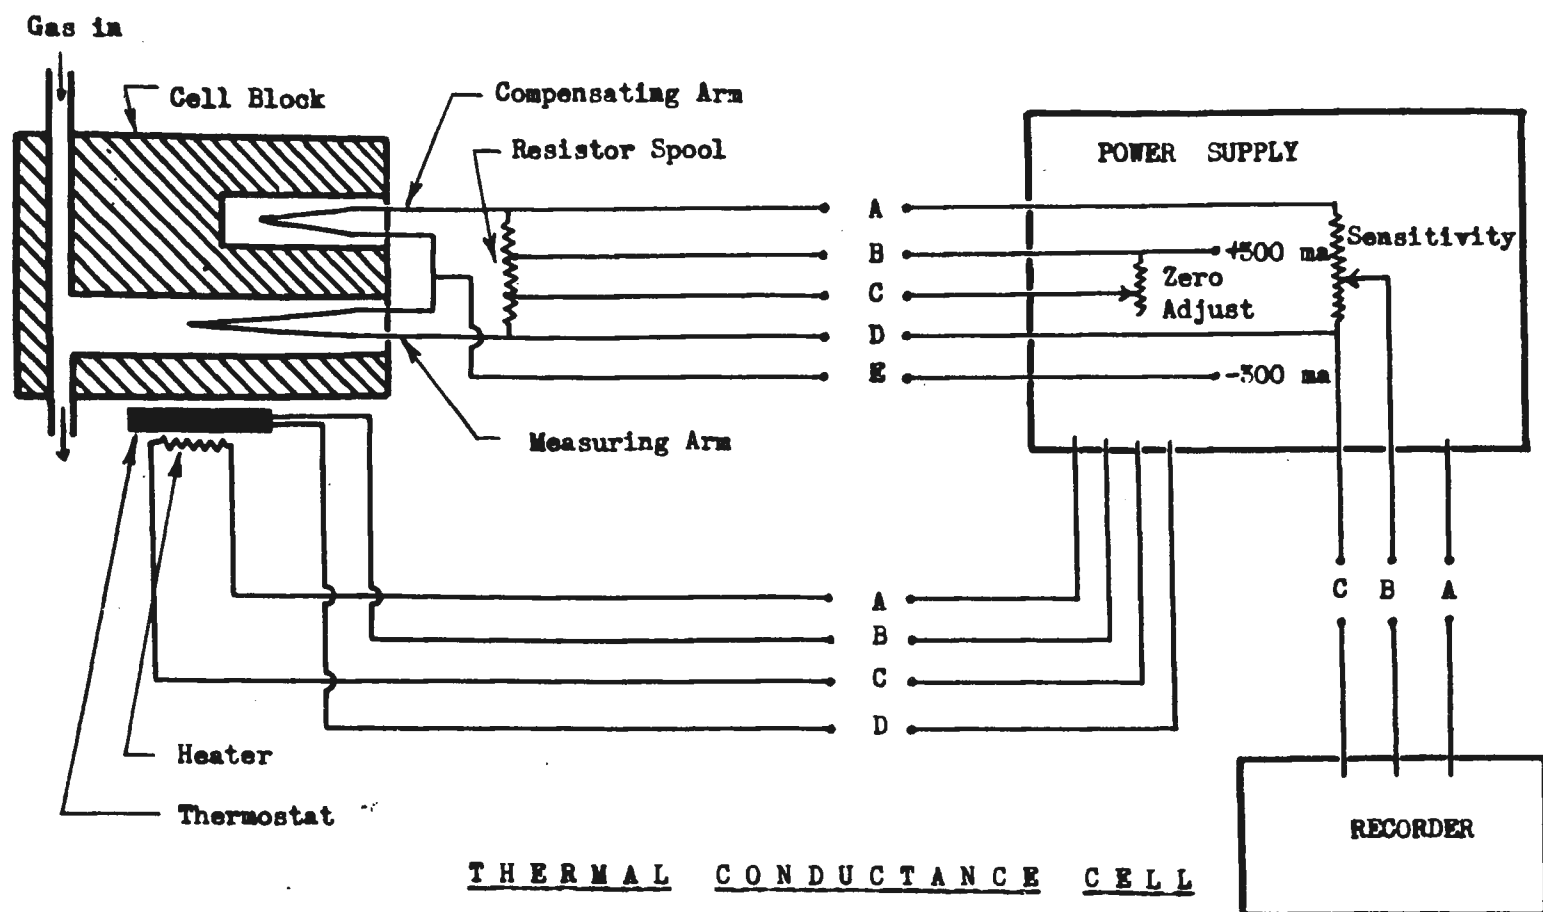 Gas in
Cell Block
Compensating Arm
Resistor Spool
POWER SUPPLY
A
Sensitivity
B
+500 ma
Zero
Adjust
C
D
E
-500 ma
Measuring Arm
A
B
C
D
C B A
Heater
Thermostat
RECORDER
THERMAL CONDUCTANCE CELL